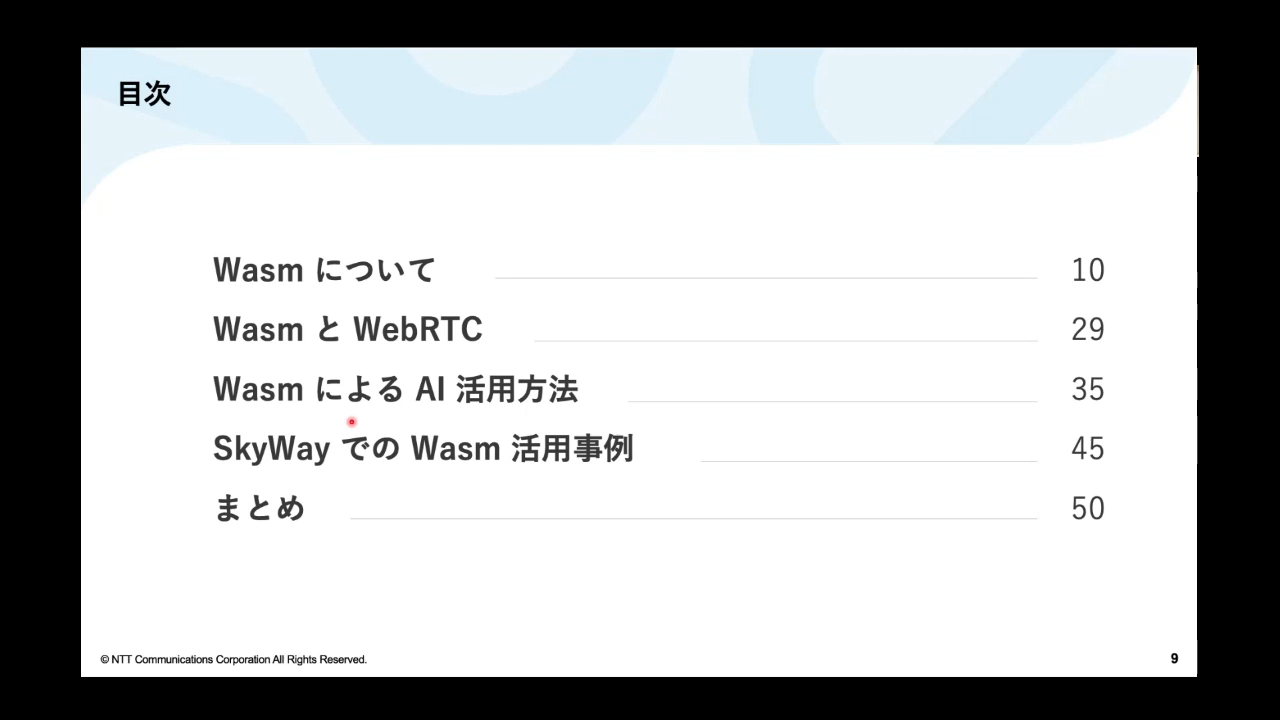 目次
Wasm について 10
Wasm と WebRTC 29
Wasm による AI 活用方法 35
SkyWay での Wasm 活用事例 45
まとめ 50
© NTT Communications Corporation All Rights Reserved. 9